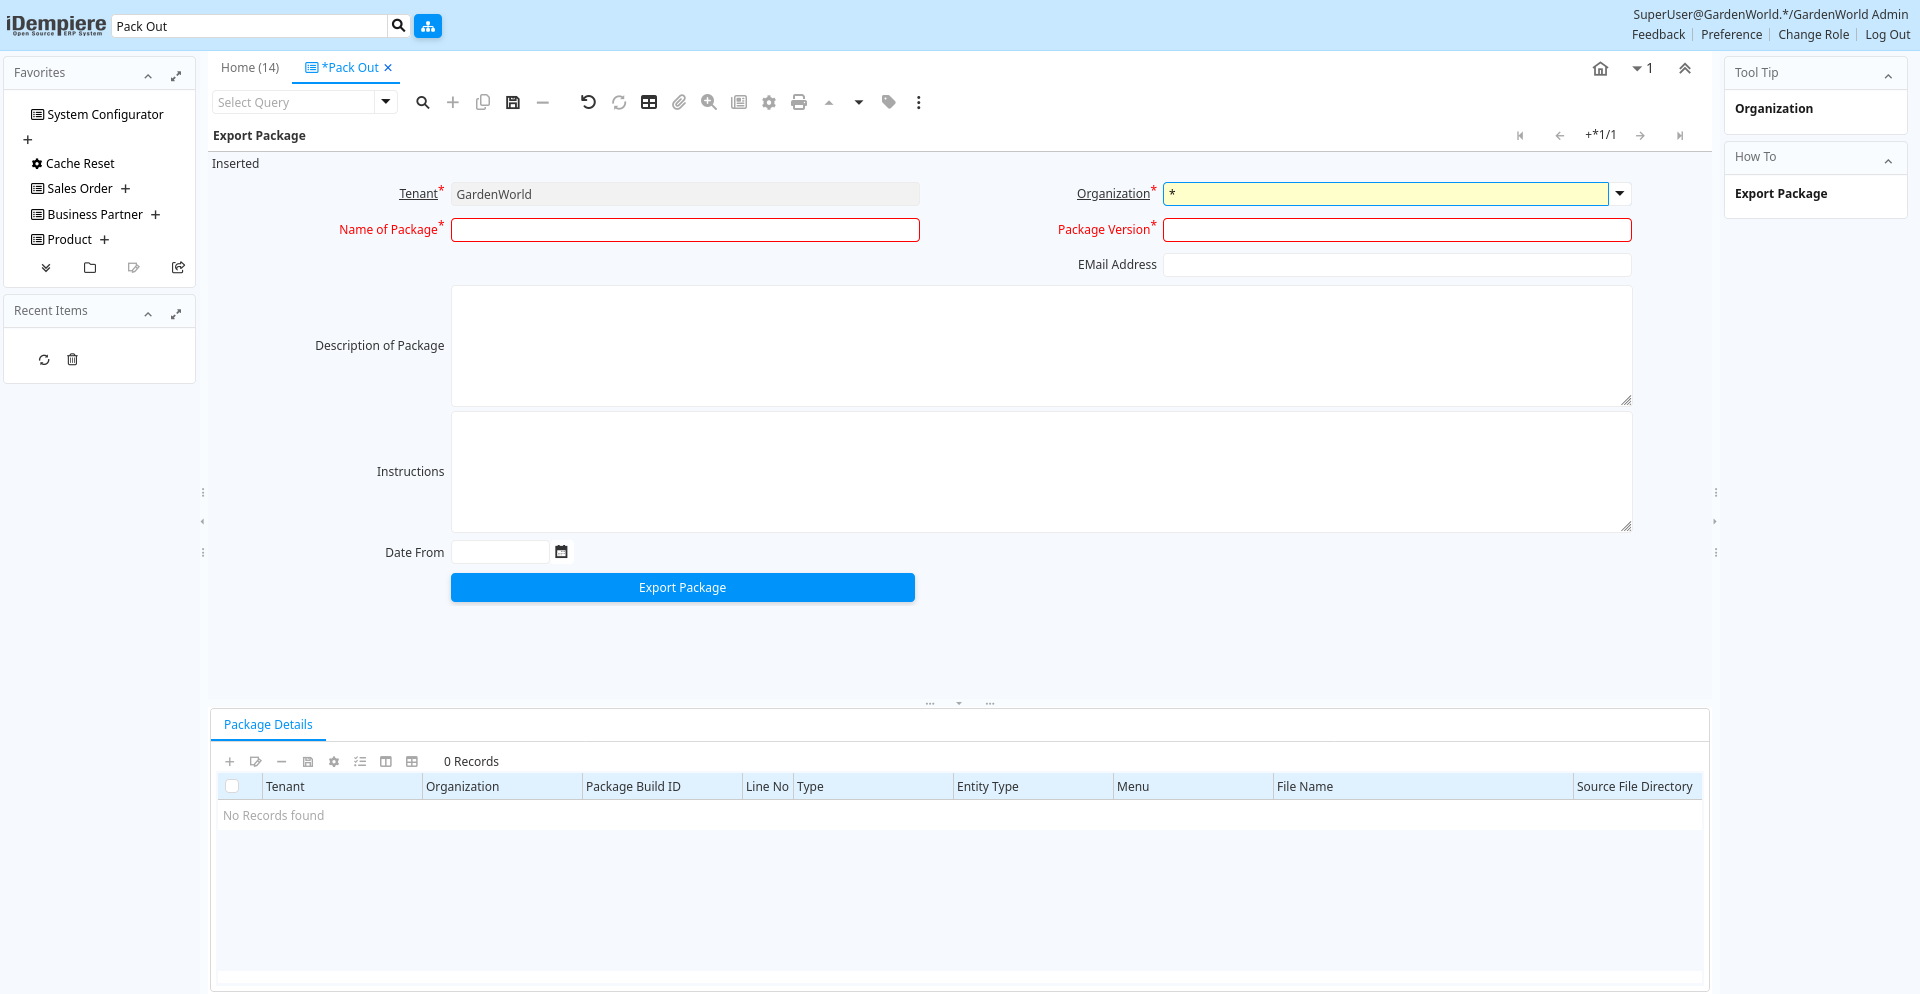 iDempiere
Open Source ERP System
Pack Out
SuperUser@GardenWorld.*/GardenWorld Admin
Feedback
Preference
Change Role
Log Out
Favorites
System Configurator
Cache Reset
Sales Order
Business Partner
Product
Recent Items
Home (14)
*Pack Out
1
Select Query
Export Package
+*1/1
Inserted
Tenant*
GardenWorld
Organization*
*
Name of Package*
Package Version*
EMail Address
Description of Package
Instructions
Date From
Export Package
Package Details
0 Records
Tenant
Organization
Package Build ID
Line No
Type
Entity Type
Menu
File Name
Source File Directory
No Records found
Tool Tip
Organization
How To
Export Package